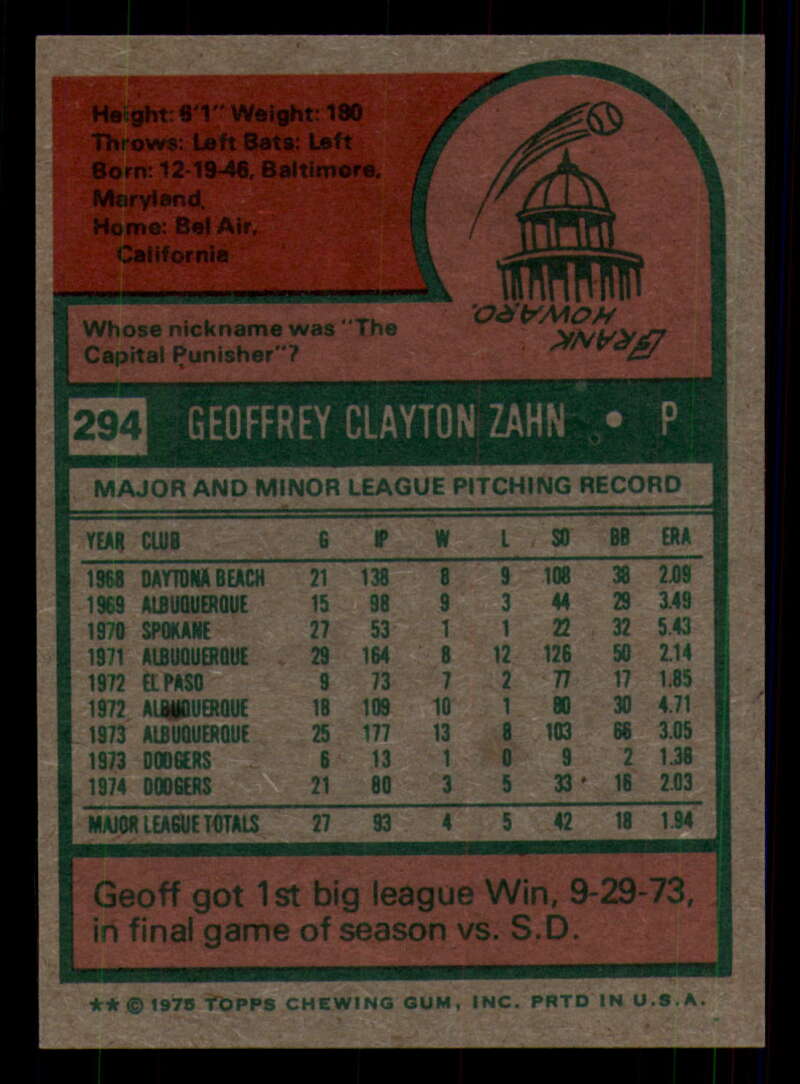 Height: 6'1" Weight: 180
Throws: Left Bats: Left
Born: 12-19-46, Baltimore,
Maryland,
Home: Bel Air,
California
Whose nickname was "The
Capital Punisher"?
FRANK
HOWARD.
294 GEOFFREY CLAYTON ZAHN • P
MAJOR AND MINOR LEAGUE PITCHING RECORD
YEAR CLUB G IP W L SO BB ERA
1968 DAYTONA BEACH 21 138 8 9 108 38 2.09
1969 ALBUQUERQUE 15 98 9 3 44 29 3.49
1970 SPOKANE 27 53 1 1 22 32 5.43
1971 ALBUQUERQUE 29 164 8 12 126 50 2.14
1972 EL PASO 9 73 7 2 77 17 1.85
1972 ALBUQUERQUE 18 109 10 1 80 30 4.71
1973 ALBUQUERQUE 25 177 13 8 103 66 3.05
1973 DODGERS 6 13 1 0 9 2 1.38
1974 DODGERS 21 80 3 5 33 16 2.03
MAJOR LEAGUE TOTALS 27 93 4 5 42 18 1.94
Geoff got 1st big league Win, 9-29-73,
in final game of season vs. S.D.
** © 1975 TOPPS CHEWING GUM, INC. PRTD IN U.S.A.